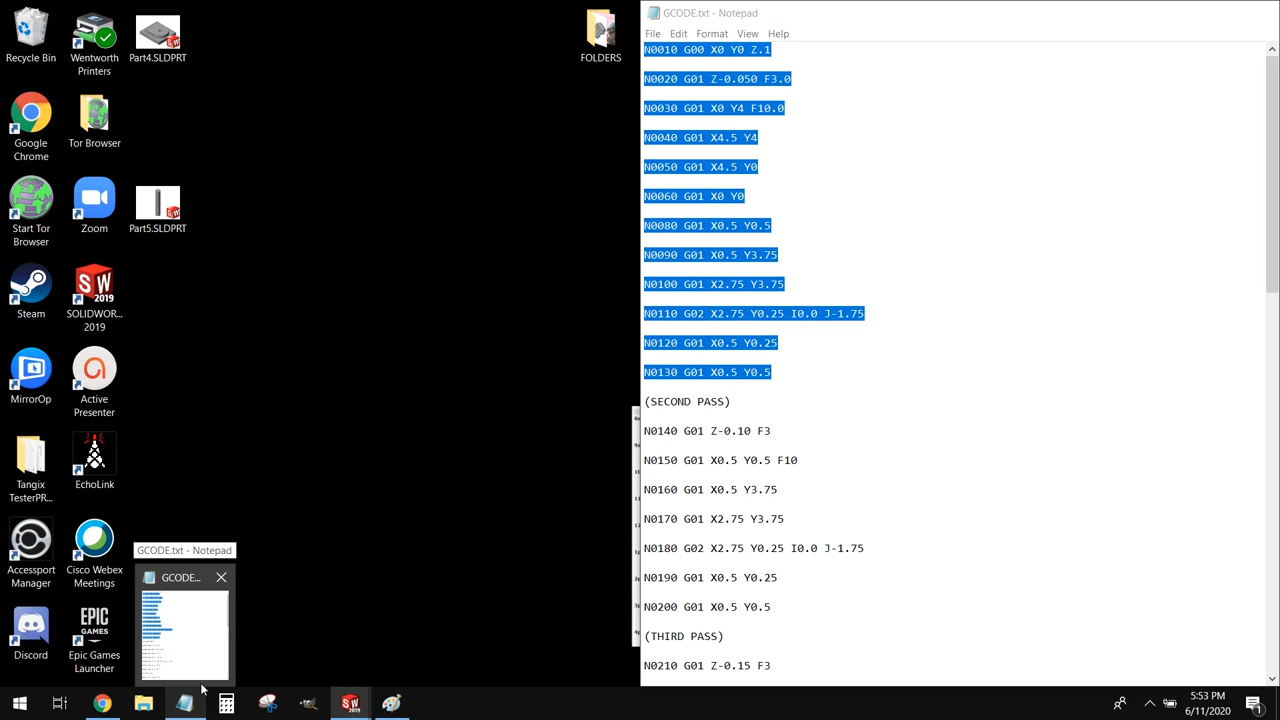 Recycle Bin
Wentworth
Printers
Part4.SLDPRT
FOLDERS
Google
Chrome
Tor Browser
Start Tor
Browser
Zoom
Part5.SLDPRT
Steam
SW
2019
SOLIDWOR...
2019
MirrorOp
Active
Presenter
Tangix
TesterPR...
EchoLink
Accessport
Manager
Cisco Webex
Meetings
Discord
EPIC
GAMES
Epic Games
Launcher
GCODE.txt - Notepad
GCODE...
GCODE.txt - Notepad
File Edit Format View Help
N0010 G00 X0 Y0 Z.1
N0020 G01 Z-0.050 F3.0
N0030 G01 X0 Y4 F10.0
N0040 G01 X4.5 Y4
N0050 G01 X4.5 Y0
N0060 G01 X0 Y0
N0080 G01 X0.5 Y0.5
N0090 G01 X0.5 Y3.75
N0100 G01 X2.75 Y3.75
N0110 G02 X2.75 Y0.25 I0.0 J-1.75
N0120 G01 X0.5 Y0.25
N0130 G01 X0.5 Y0.5
(SECOND PASS)
N0140 G01 Z-0.10 F3
N0150 G01 X0.5 Y0.5 F10
N0160 G01 X0.5 Y3.75
N0170 G01 X2.75 Y3.75
N0180 G02 X2.75 Y0.25 I0.0 J-1.75
N0190 G01 X0.5 Y0.25
N0200 G01 X0.5 Y0.5
(THIRD PASS)
N0210 G01 Z-0.15 F3
SW
2019
5:53 PM
6/11/2020
1